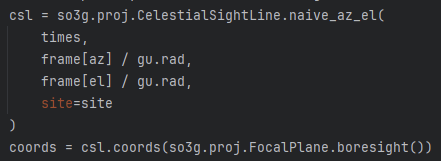 csl = so3g.proj.CelestialSightLine.naive_az_el(
    times,
    frame[az] / gu.rad,
    frame[el] / gu.rad,
    site=site
)
coords = csl.coords(so3g.proj.FocalPlane.boresight())